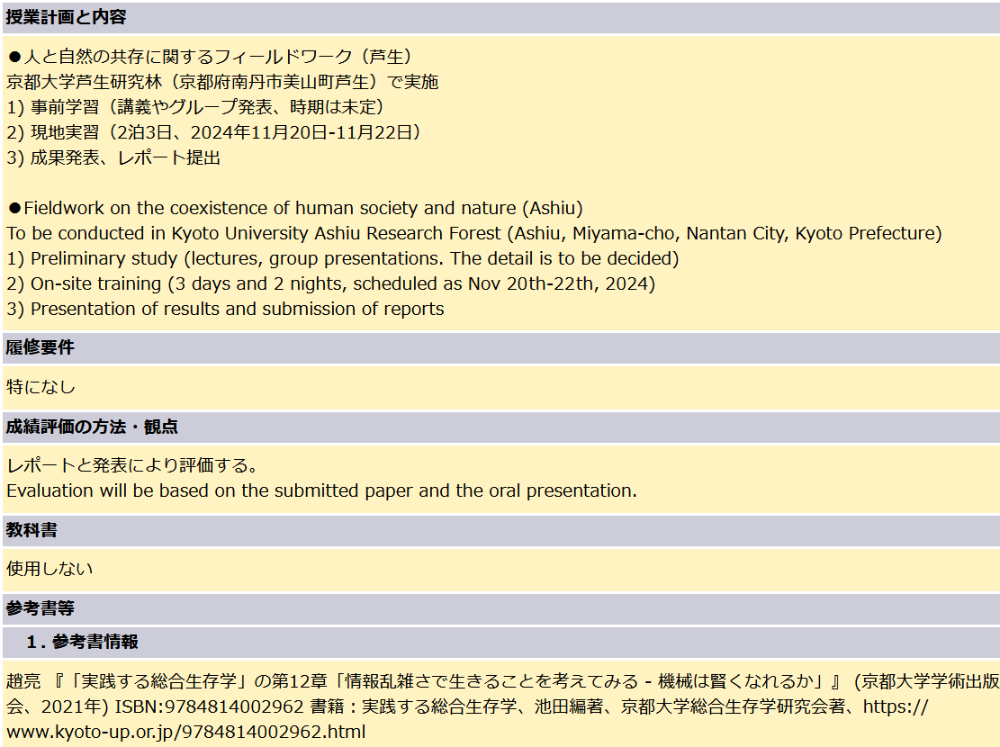 授業計画と内容
●人と自然の共存に関するフィールドワーク（芦生）
京都大学芦生研究林（京都府南丹市美山町芦生）で実施
1) 事前学習（講義やグループ発表、時期は未定）
2) 現地実習（2泊3日、2024年11月20日-11月22日）
3) 成果発表、レポート提出
●Fieldwork on the coexistence of human society and nature (Ashiu)
To be conducted in Kyoto University Ashiu Research Forest (Ashiu, Miyama-cho, Nantan City, Kyoto Prefecture)
1) Preliminary study (lectures, group presentations. The detail is to be decided)
2) On-site training (3 days and 2 nights, scheduled as Nov 20th-22th, 2024)
3) Presentation of results and submission of reports
履修要件
特になし
成績評価の方法・観点
レポートと発表により評価する。
Evaluation will be based on the submitted paper and the oral presentation.
教科書
使用しない
参考書等
１. 参考書情報
趙亮 『「実践する総合生存学」の第12章「情報乱雑さで生きることを考えてみる - 機械は賢くなれるか」』 (京都大学学術出版
会、2021年) ISBN:9784814002962 書籍：実践する総合生存学、池田編著、京都大学総合生存学研究会著、https://
www.kyoto-up.or.jp/9784814002962.html